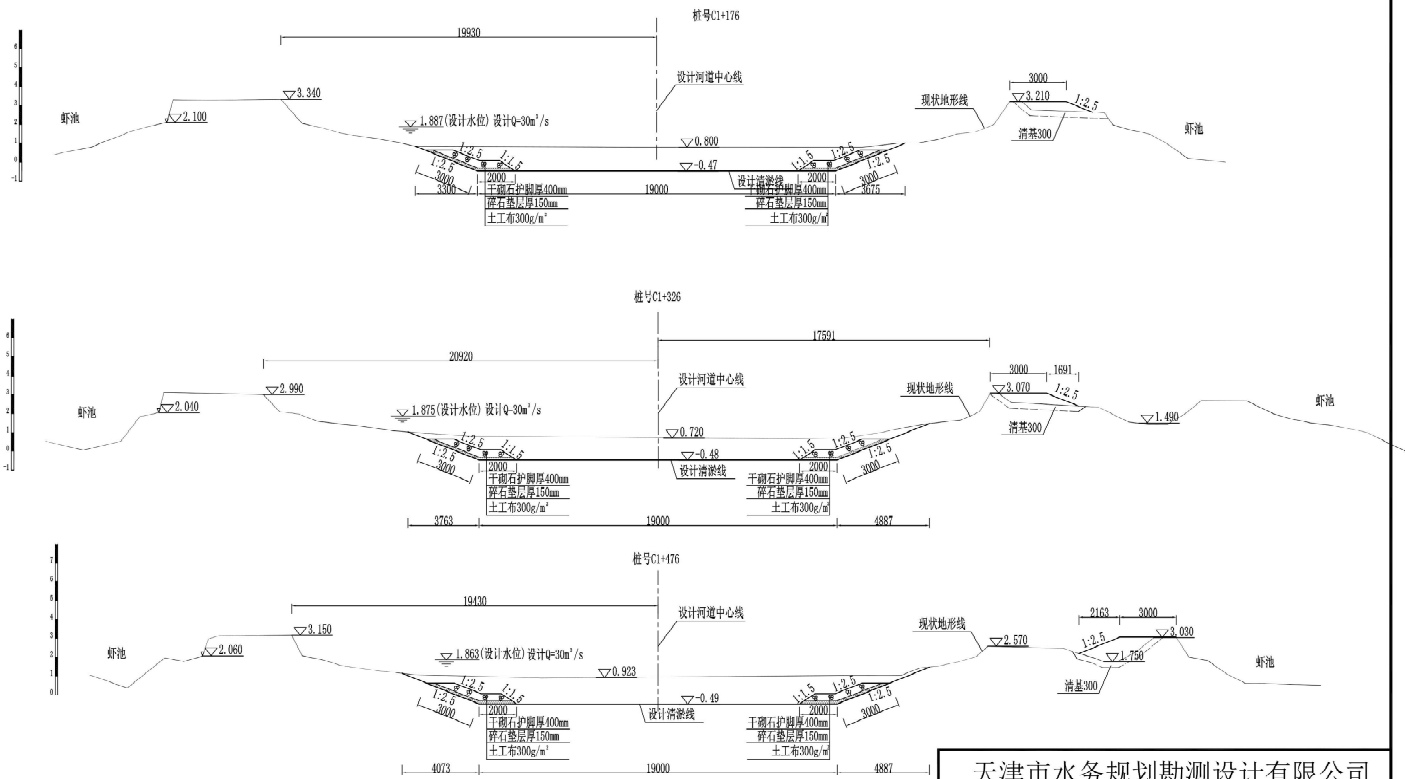 桩号C1+176
19930
设计河道中心线
3000
3.340
3.210
1:2.5
现状地形线
2.100
1.887(设计水位) 设计Q=30m³/s
虾池
清基300
虾池
0.800
1:2.5
1:1.5
1:1.5
1:2.5
-0.47
1:2.5
3000
2000
设计清淤线
2000
1:2.5
3000
3300
19000
3675
干砌石护脚厚400mm
碎石垫层厚150mm
土工布300g/m²
干砌石护脚厚400mm
碎石垫层厚150mm
土工布300g/m²
桩号C1+326
17591
20920
设计河道中心线
3000
1691
2.990
3.070
1:2.5
现状地形线
虾池
2.040
1.875(设计水位) 设计Q=30m³/s
1.490
虾池
清基300
0.720
1:2.5
1:1.5
1:1.5
1:2.5
-0.48
1:2.5
3000
2000
设计清淤线
2000
1:2.5
3000
干砌石护脚厚400mm
碎石垫层厚150mm
土工布300g/m²
干砌石护脚厚400mm
碎石垫层厚150mm
土工布300g/m²
3763
19000
4887
桩号C1+476
19430
设计河道中心线
2163
3000
3.150
现状地形线
2.570
1:2.5
3.030
虾池
2.060
1.863(设计水位) 设计Q=30m³/s
1.750
虾池
0.923
清基300
1:2.5
1:1.5
1:1.5
1:2.5
-0.49
1:2.5
3000
2000
设计清淤线
2000
1:2.5
3000
干砌石护脚厚400mm
碎石垫层厚150mm
土工布300g/m²
干砌石护脚厚400mm
碎石垫层厚150mm
土工布300g/m²
4073
19000
4887
天津市水务规划勘测设计有限公司